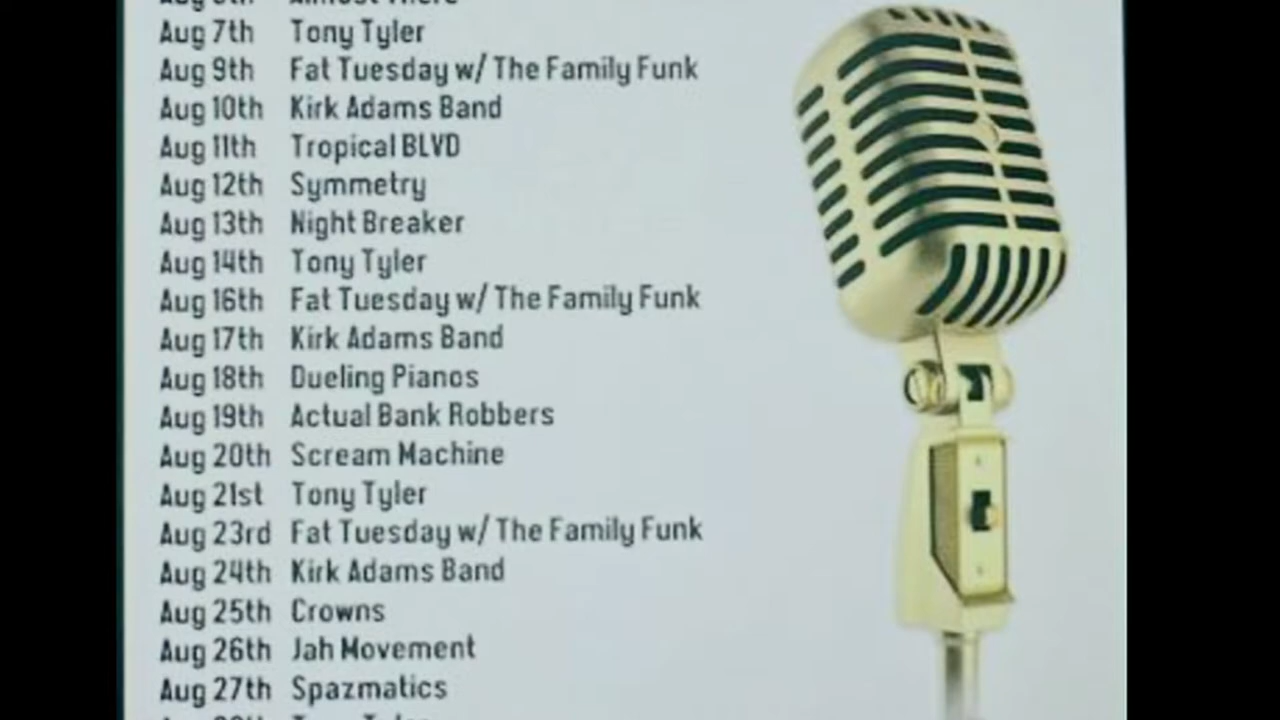 Aug 7th Tony Tyler
Aug 9th Fat Tuesday w/ The Family Funk
Aug 10th Kirk Adams Band
Aug 11th Tropical BLVD
Aug 12th Symmetry
Aug 13th Night Breaker
Aug 14th Tony Tyler
Aug 16th Fat Tuesday w/ The Family Funk
Aug 17th Kirk Adams Band
Aug 18th Dueling Pianos
Aug 19th Actual Bank Robbers
Aug 20th Scream Machine
Aug 21st Tony Tyler
Aug 23rd Fat Tuesday w/ The Family Funk
Aug 24th Kirk Adams Band
Aug 25th Crowns
Aug 26th Jah Movement
Aug 27th Spazmatics